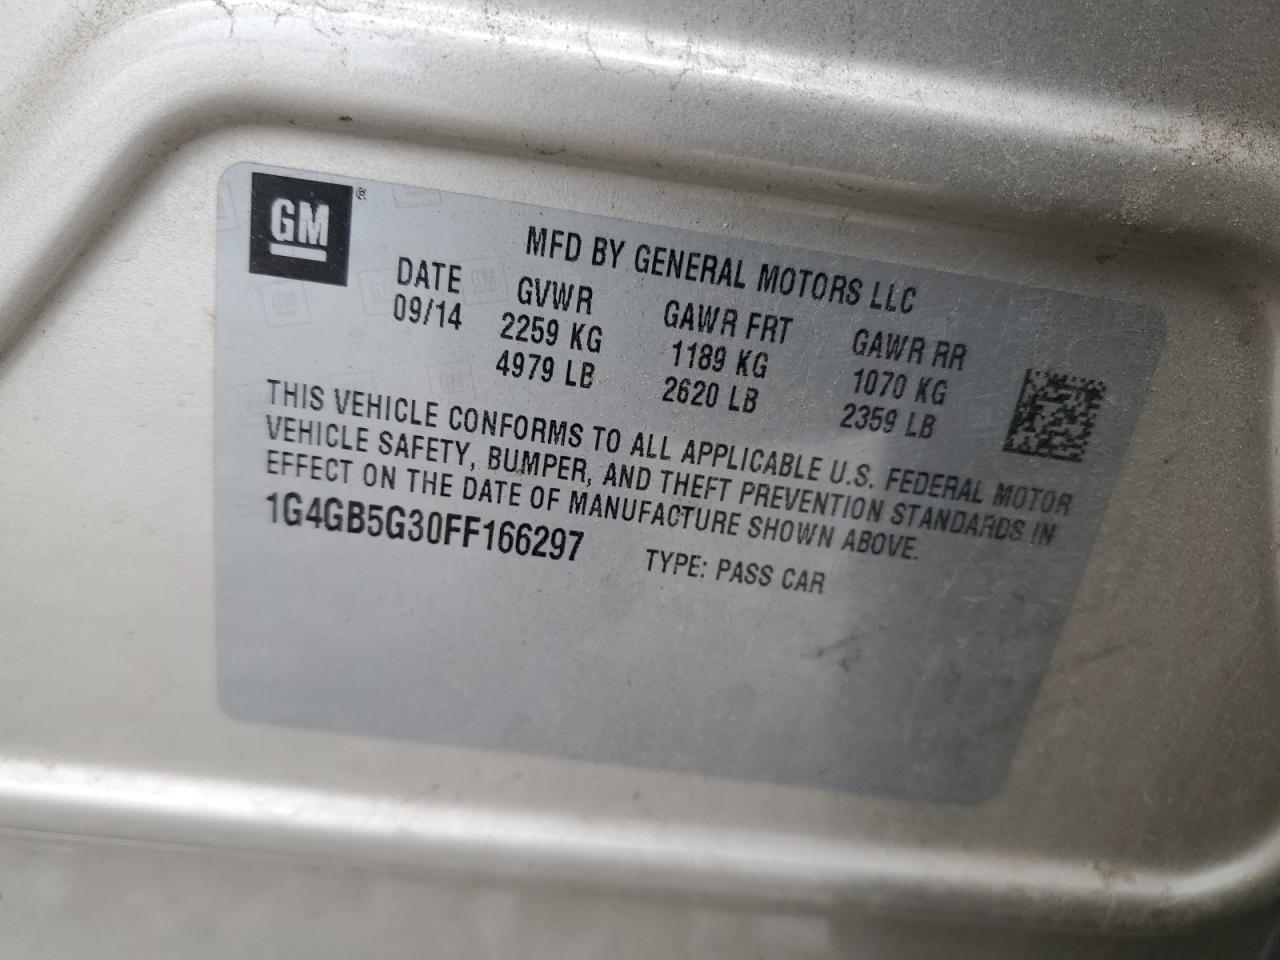 GM ®
MFD BY GENERAL MOTORS LLC
DATE GVWR GAWR FRT GAWR RR
09/14 2259 KG 1189 KG 1070 KG
4979 LB 2620 LB 2359 LB
THIS VEHICLE CONFORMS TO ALL APPLICABLE U.S. FEDERAL MOTOR
VEHICLE SAFETY, BUMPER, AND THEFT PREVENTION STANDARDS IN
EFFECT ON THE DATE OF MANUFACTURE SHOWN ABOVE.
1G4GB5G30FF166297 TYPE: PASS CAR